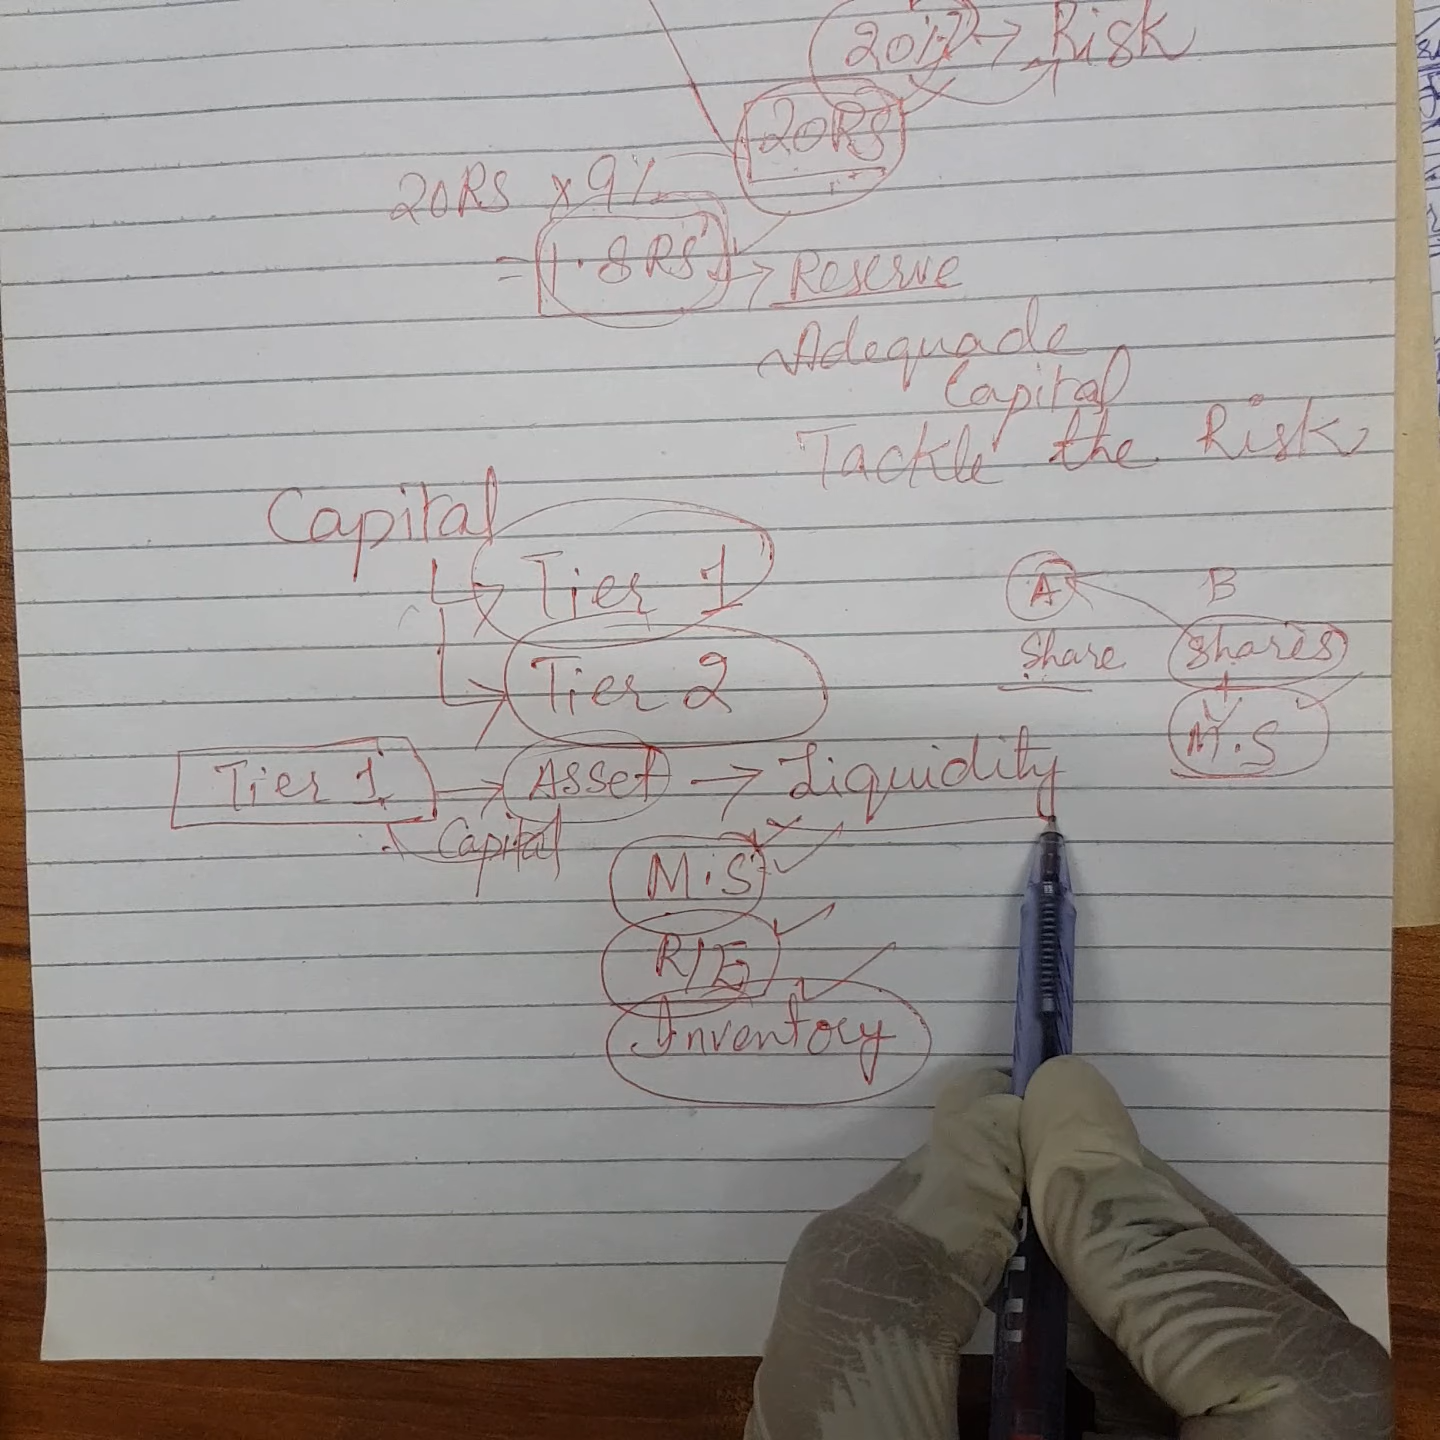 20% → Risk
20RS
20RS × 9%
= 1.8RS → Reserve
Adequade
Capital
Tackle the Risk
Capital
Tier 1
A B
Share Shares
Tier 2
+
M.S
Tier 1 → Asset → Liquidity
Capital
M.S
R/E
Inventory